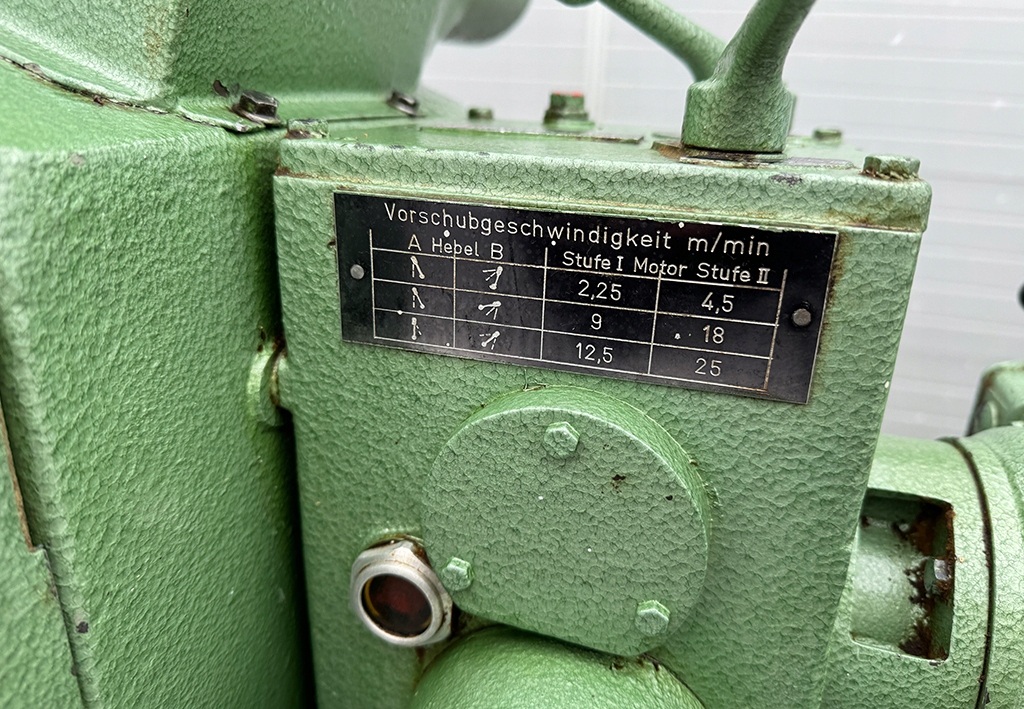 Vorschubgeschwindigkeit m/min
A Hebel B Stufe I Motor Stufe II
2,25 4,5
9 18
12,5 25